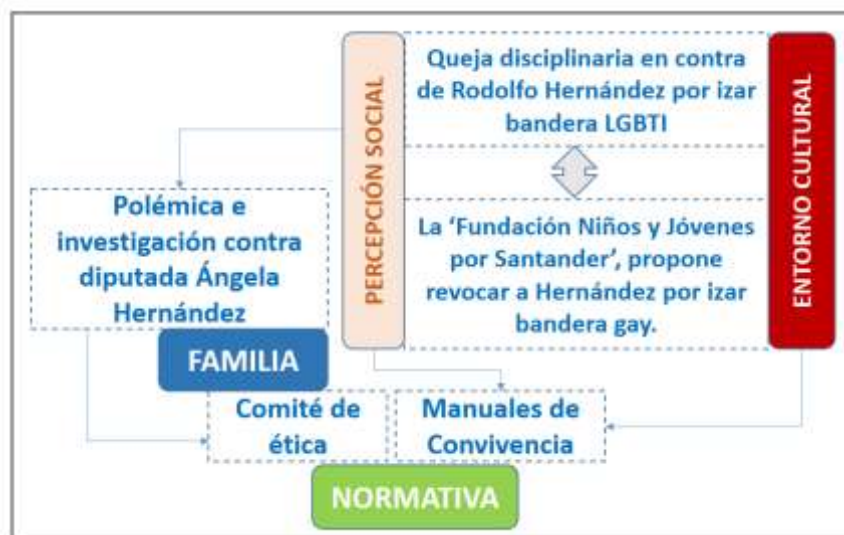 PERCEPCIÓN SOCIAL
Queja disciplinaria en contra
de Rodolfo Hernández por izar
bandera LGBTI
ENTORNO CULTURAL
Polémica e
investigación contra
diputada Ángela
Hernández
La ‘Fundación Niños y Jóvenes
por Santander’, propone
revocar a Hernández por izar
bandera gay.
FAMILIA
Comité de
ética
Manuales de
Convivencia
NORMATIVA